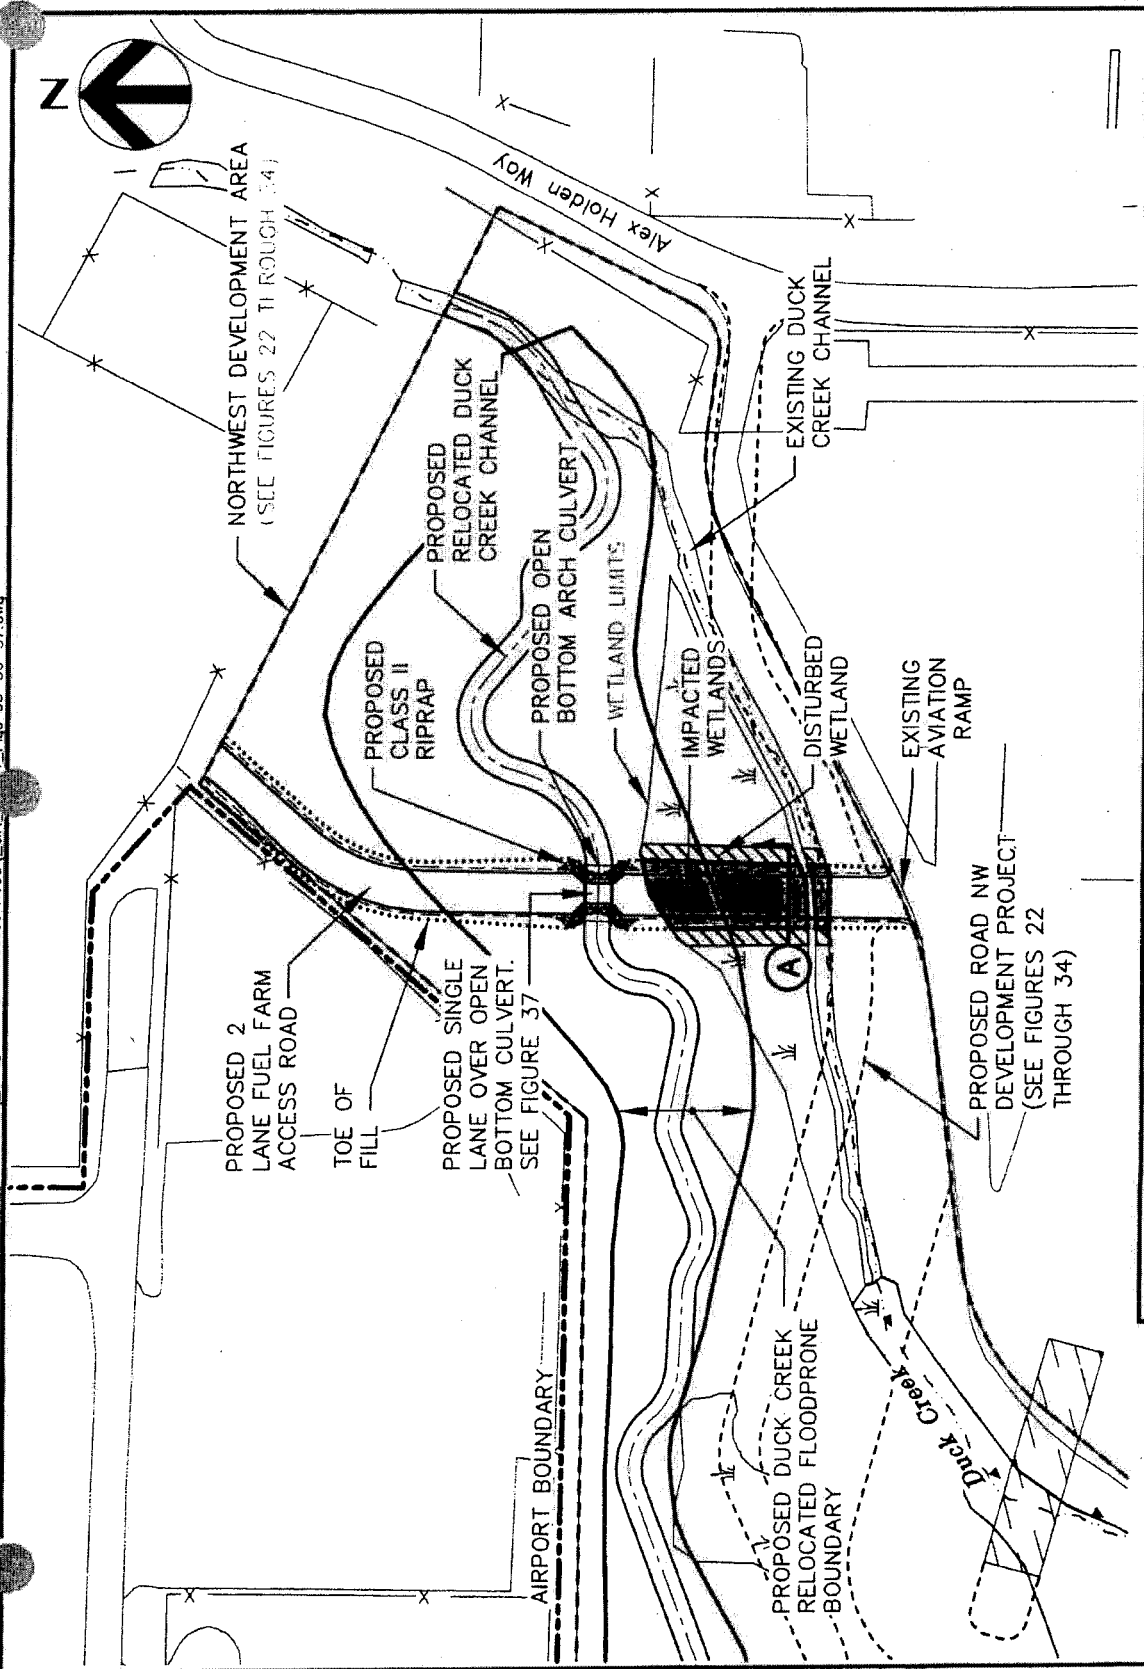 N
NORTHWEST DEVELOPMENT AREA
(SEE FIGURES 22 THROUGH 34)
Alex Holden Way
PROPOSED
RELOCATED DUCK
CREEK CHANNEL
EXISTING DUCK
CREEK CHANNEL
PROPOSED OPEN
BOTTOM ARCH CULVERT
WETLAND LIMITS
PROPOSED
CLASS II
RIPRAP
IMPACTED
WETLANDS
DISTURBED
WETLAND
EXISTING
AVIATION
RAMP
A
PROPOSED 2
LANE FUEL FARM
ACCESS ROAD
TOE OF
FILL
PROPOSED SINGLE
LANE OVER OPEN
BOTTOM CULVERT.
SEE FIGURE 37
PROPOSED ROAD NW
DEVELOPMENT PROJECT
(SEE FIGURES 22
THROUGH 34)
AIRPORT BOUNDARY
PROPOSED DUCK CREEK
RELOCATED FLOODPRONE
BOUNDARY
Duck Creek